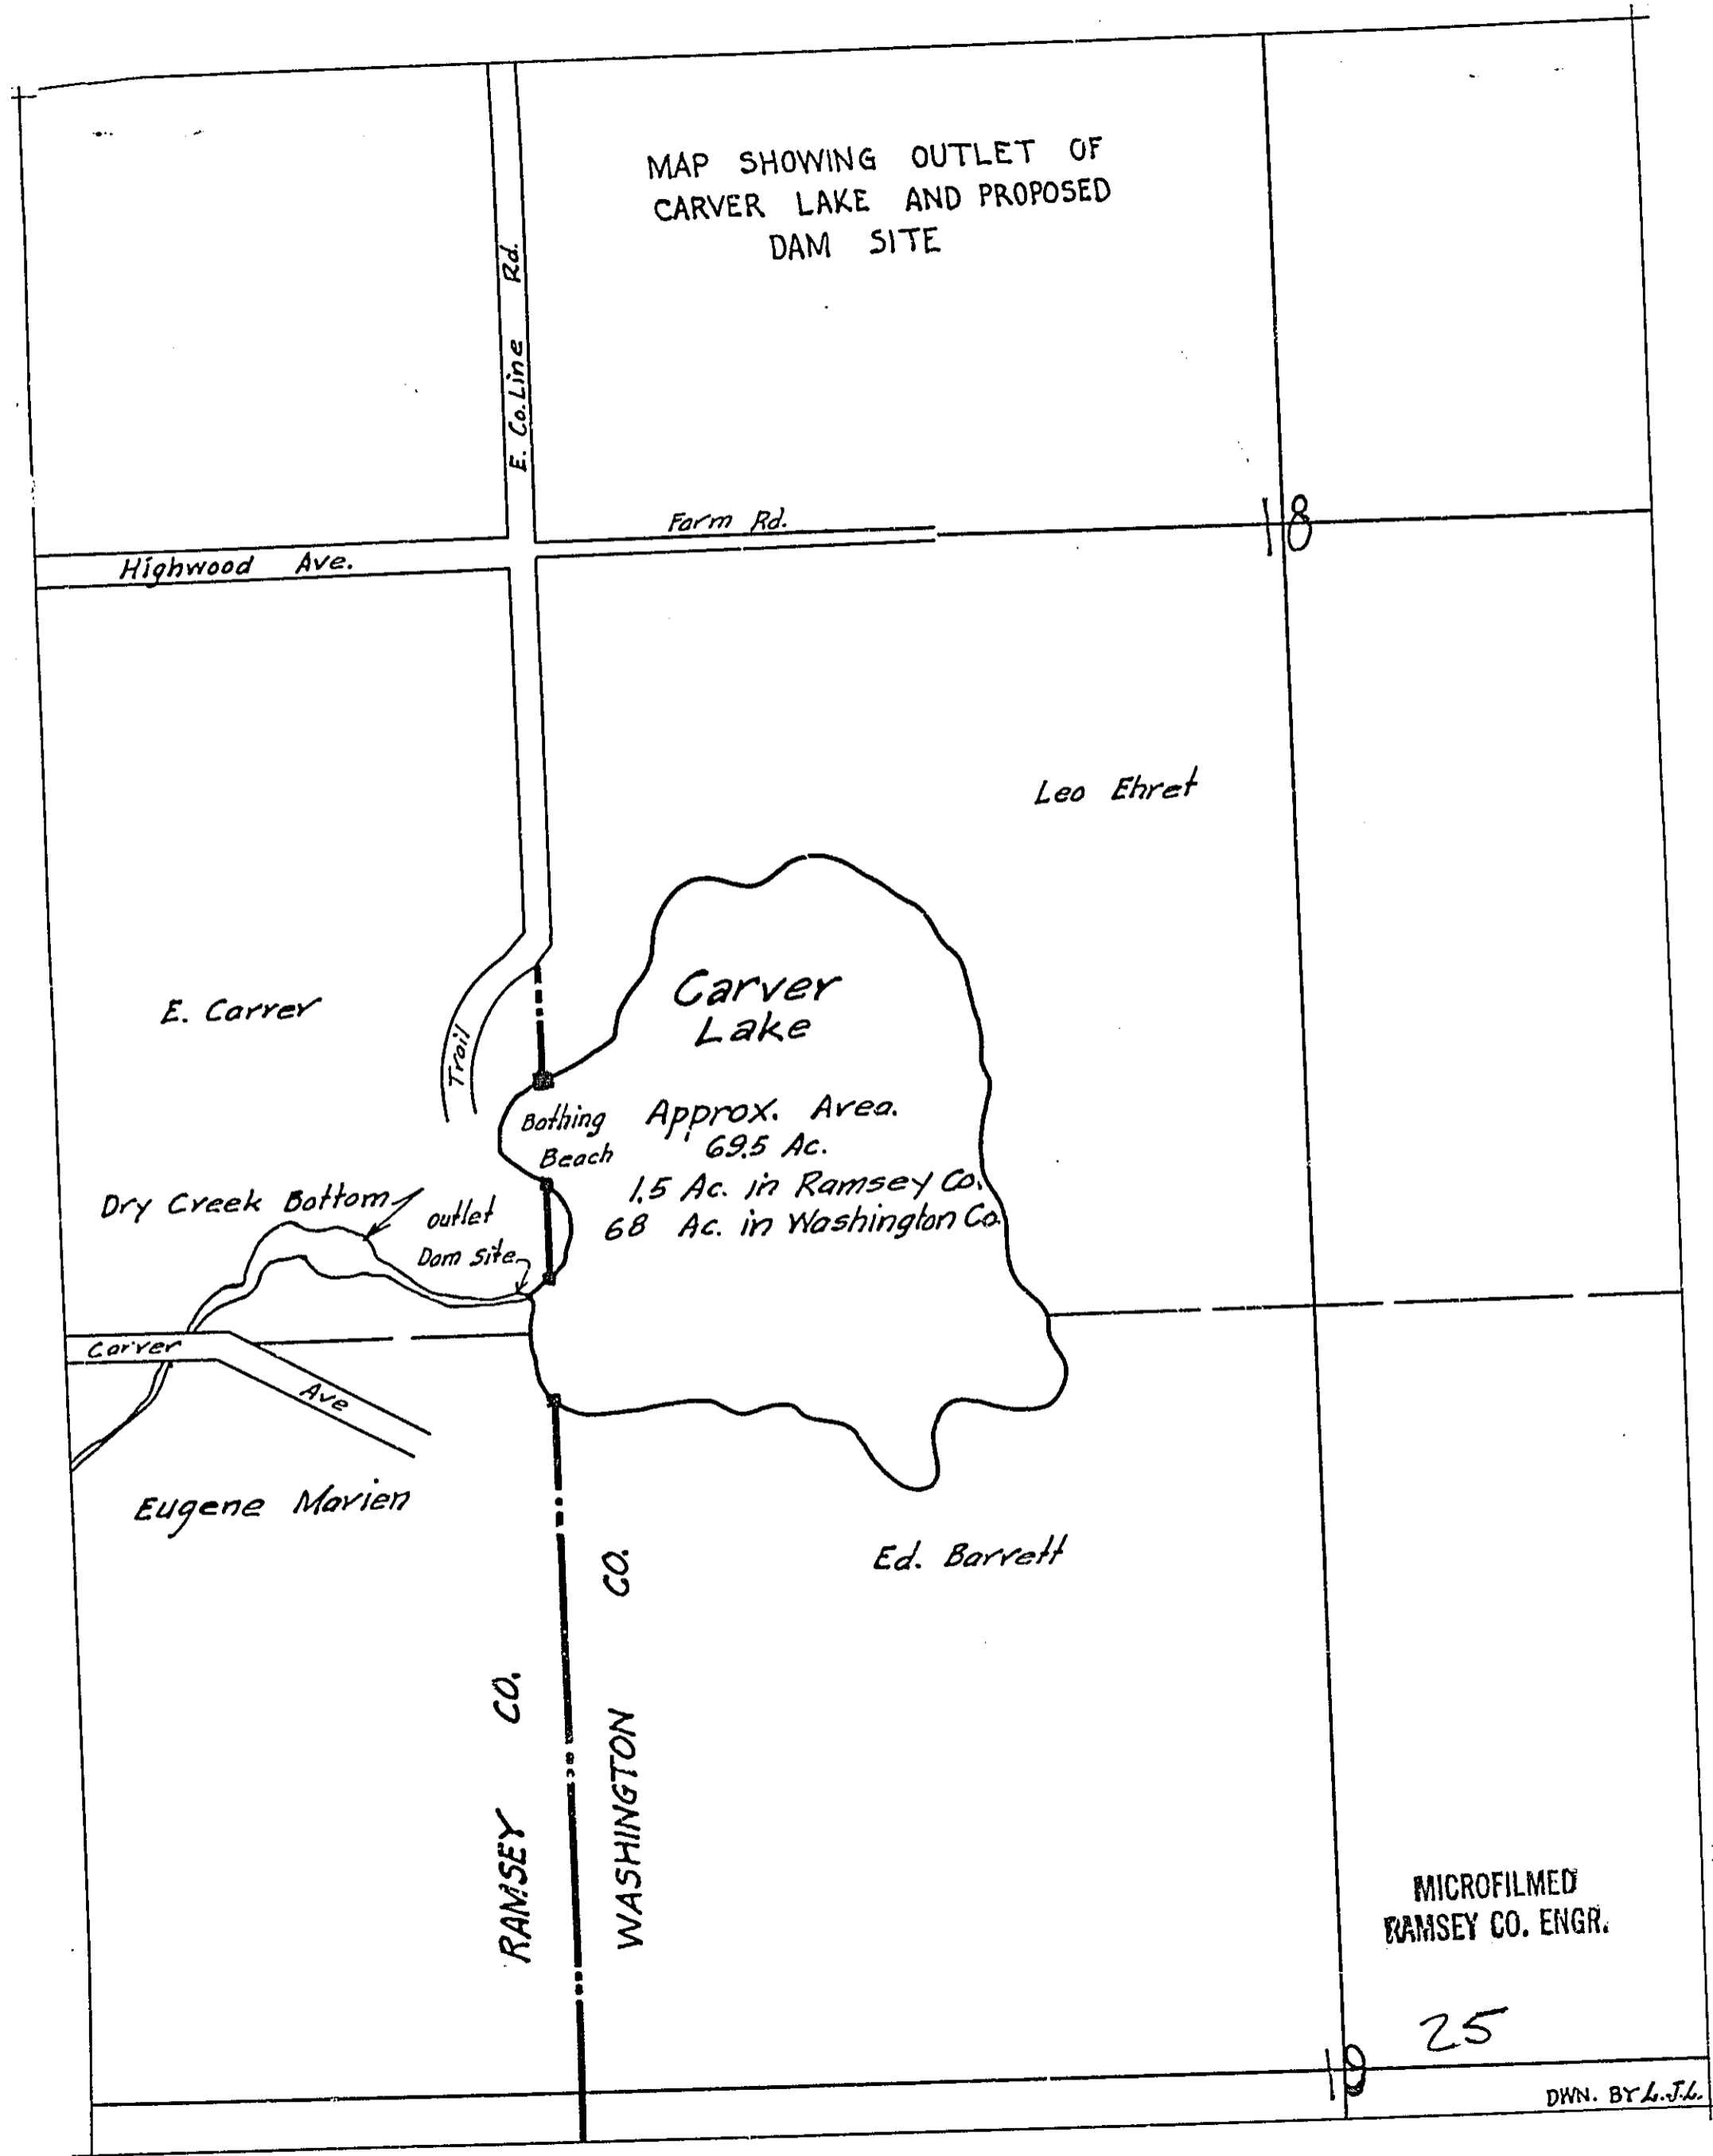 MAP SHOWING OUTLET OF
CARVER LAKE AND PROPOSED
DAM SITE
E. Co. Line Rd.
Farm Rd.
18
Highwood Ave.
Leo Ehret
E. Carver
Carver
Lake
Trail
Bathing
Beach
Approx. Area.
69.5 Ac.
1.5 Ac. in Ramsey Co.
68 Ac. in Washington Co.
Dry Creek Bottom
outlet
Dam Site
Carver
Ave
Eugene Marien
Ed. Barrett
RAMSEY CO.
WASHINGTON CO.
MICROFILMED
RAMSEY CO. ENGR.
25
19
DWN. BY L.J.L.